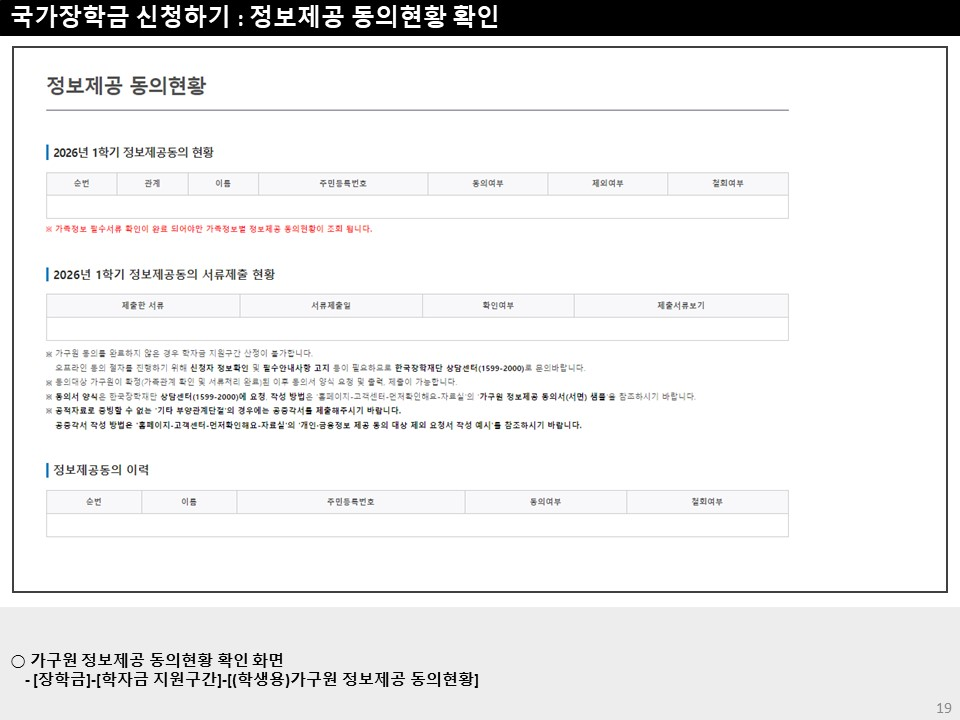 국가장학금 신청하기 : 정보제공 동의현황 확인
정보제공 동의현황
2026년 1학기 정보제공동의 현황
순번 관계 이름 주민등록번호 동의여부 제외여부 철회여부
※ 가족정보 필수서류 확인이 완료 되어야만 가족정보별 정보제공 동의현황이 조회 됩니다.
2026년 1학기 정보제공동의 서류제출 현황
제출한 서류 서류제출일 확인여부 제출서류보기
※ 가구원 동의를 완료하지 않은 경우 학자금 지원구간 산정이 불가합니다.
오프라인 동의 절차를 진행하기 위해 신청자 정보확인 및 필수안내사항 고지 등이 필요하므로 한국장학재단 상담센터(1599-2000)로 문의바랍니다.
※ 동의대상 가구원이 확정(가족관계 확인 및 서류처리 완료)된 이후 동의서 양식 요청 및 출력, 제출이 가능합니다.
※ 동의서 양식은 한국장학재단 상담센터(1599-2000)에 요청, 작성 방법은 '홈페이지-고객센터-먼저확인해요-자료실'의 '가구원 정보제공 동의서(서면) 샘플'을 참조하시기 바랍니다.
※ 공적자료로 증빙할 수 없는 '기타 부양관계단절'의 경우에는 공증각서를 제출해주시기 바랍니다.
공증각서 작성 방법은 '홈페이지-고객센터-먼저확인해요-자료실'의 '개인·금융정보 제공 동의 대상 제외 요청서 작성 예시'를 참조하시기 바랍니다.
정보제공동의 이력
순번 이름 주민등록번호 동의여부 철회여부
○ 가구원 정보제공 동의현황 확인 화면
- [장학금]-[학자금 지원구간]-[(학생용)가구원 정보제공 동의현황]
19